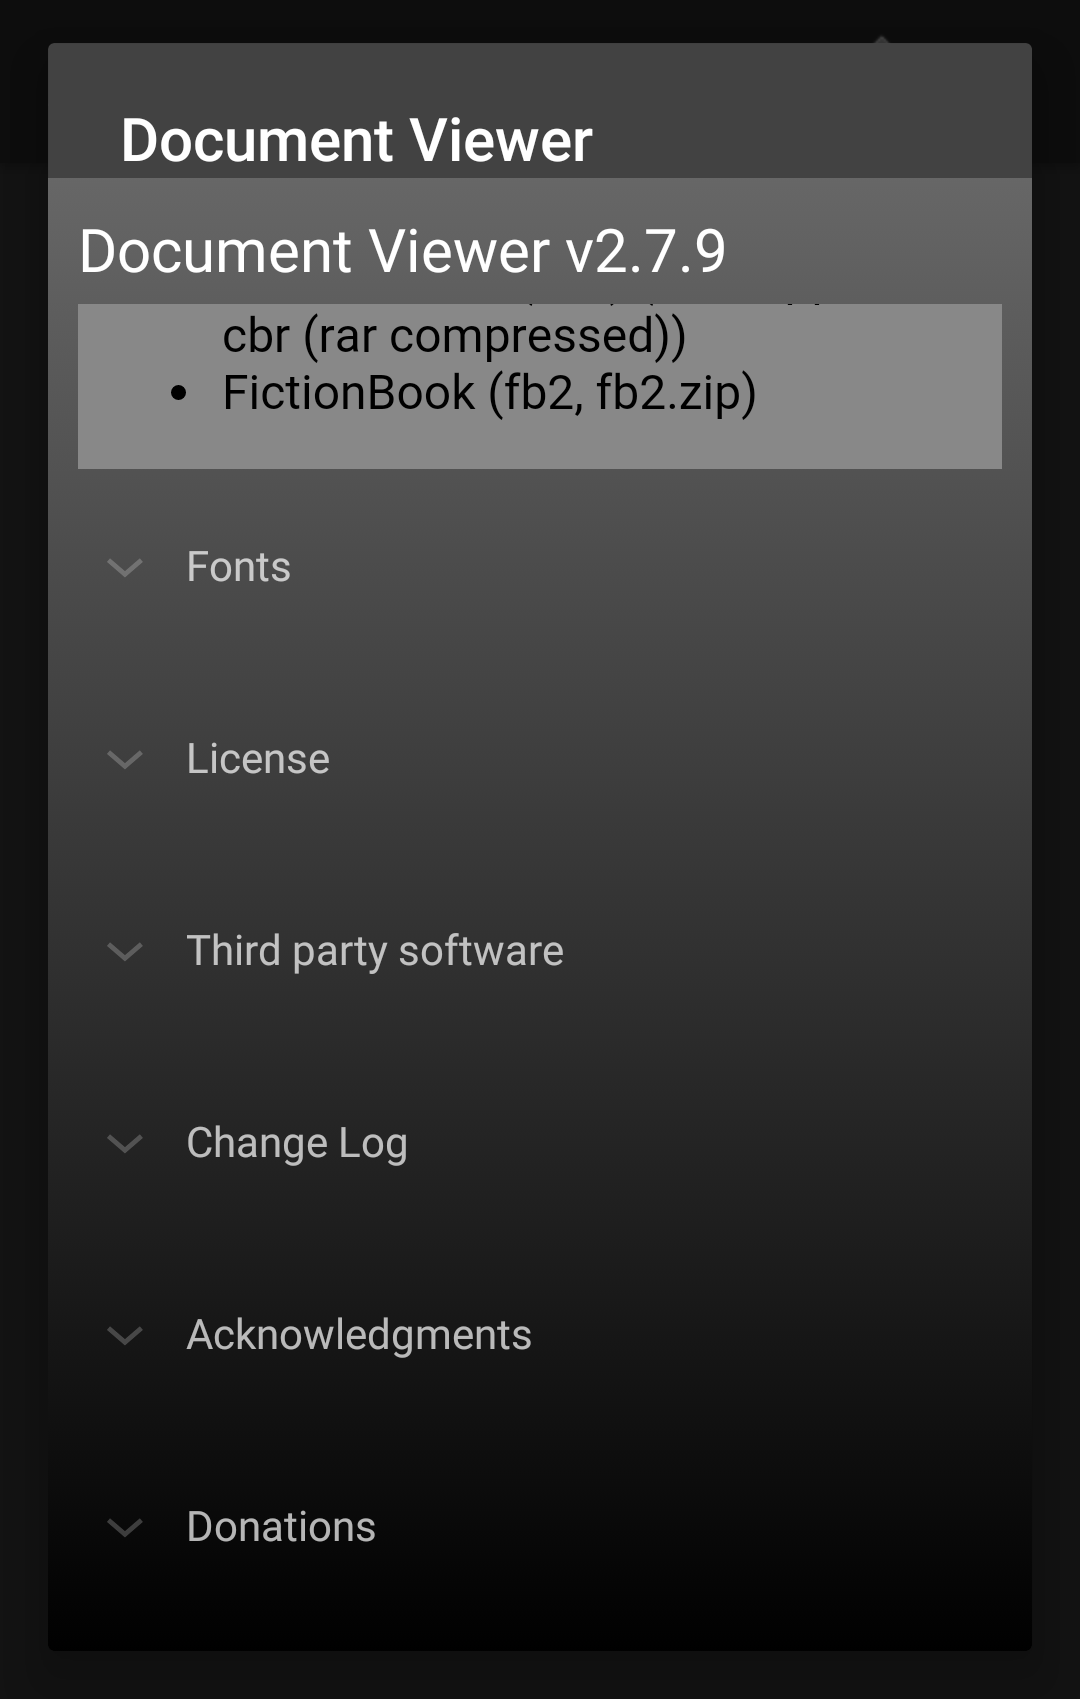 Document Viewer
Document Viewer v2.7.9
cbr (rar compressed))
• FictionBook (fb2, fb2.zip)
Fonts
License
Third party software
Change Log
Acknowledgments
Donations